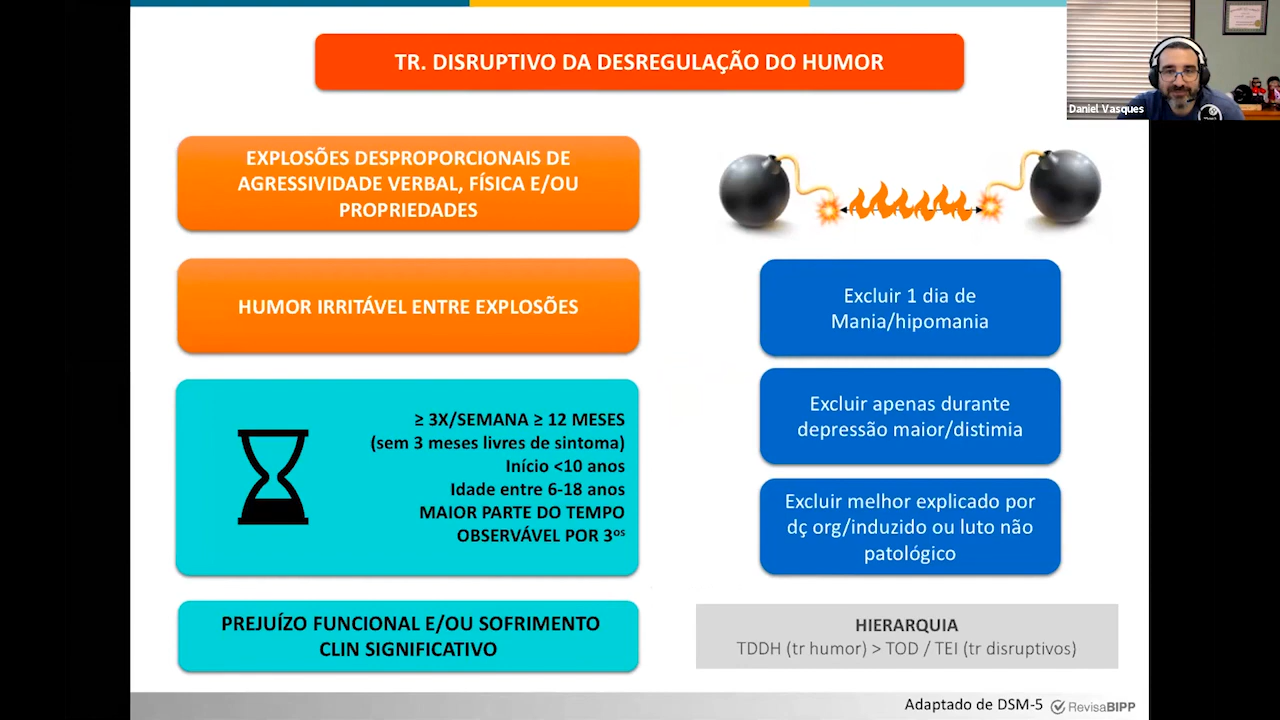 TR. DISRUPTIVO DA DESREGULAÇÃO DO HUMOR
Daniel Vasques
EXPLOSÕES DESPROPORCIONAIS DE
AGRESSIVIDADE VERBAL, FÍSICA E/OU
PROPRIEDADES
HUMOR IRRITÁVEL ENTRE EXPLOSÕES
≥ 3X/SEMANA ≥ 12 MESES
(sem 3 meses livres de sintoma)
Início <10 anos
Idade entre 6-18 anos
MAIOR PARTE DO TEMPO
OBSERVÁVEL POR 3ºˢ
PREJUÍZO FUNCIONAL E/OU SOFRIMENTO
CLIN SIGNIFICATIVO
Excluir 1 dia de
Mania/hipomania
Excluir apenas durante
depressão maior/distimia
Excluir melhor explicado por
dç org/induzido ou luto não
patológico
HIERARQUIA
TDDH (tr humor) > TOD / TEI (tr disruptivos)
Adaptado de DSM-5
RevisaBIPP